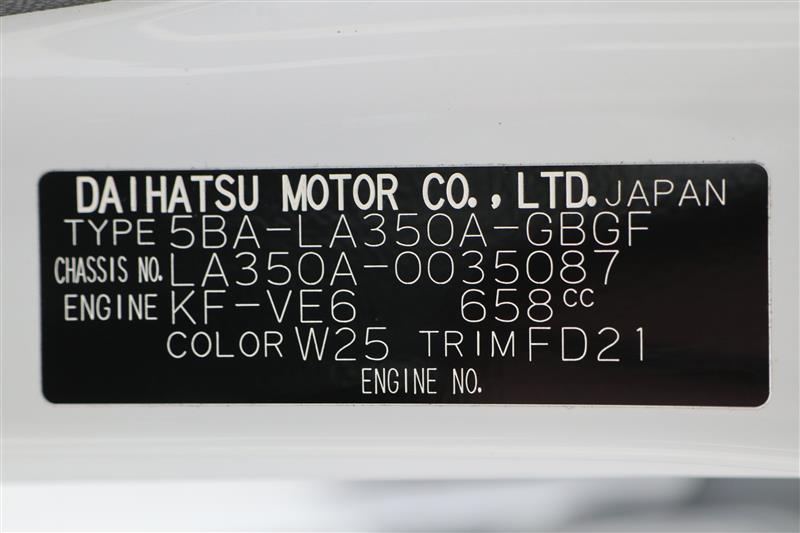 DAIHATSU MOTOR CO., LTD. JAPAN
TYPE 5BA-LA350A-GBGF
CHASSIS NO. LA350A-0035087
ENGINE KF-VE6 658cc
COLOR W25 TRIM FD21
ENGINE NO.